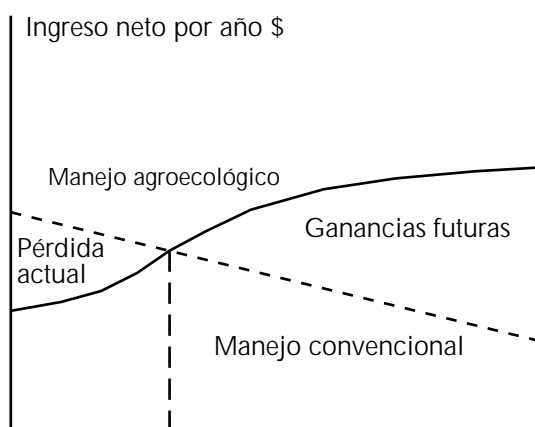 Ingreso neto por año $
Manejo agroecológico
Ganancias futuras
Pérdida
actual
Manejo convencional